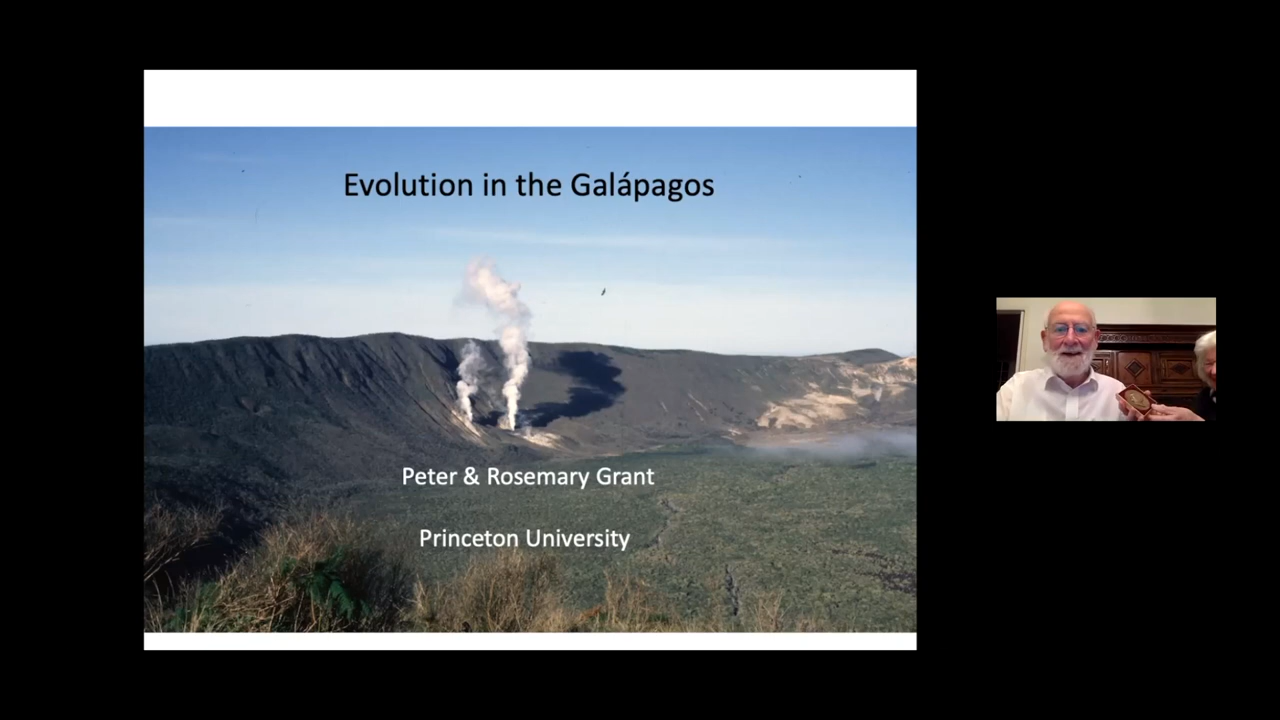 Evolution in the Galápagos
Peter & Rosemary Grant
Princeton University